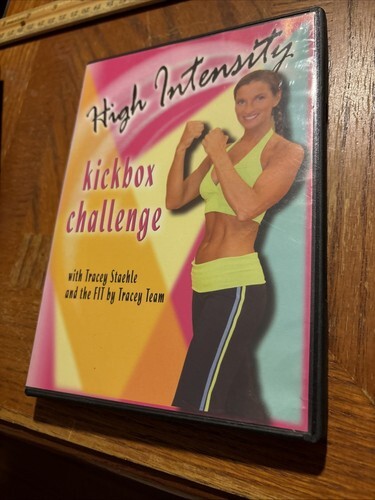 High Intensity
kickbox
challenge
with Tracey Staehle
and the FIT by Tracey Team